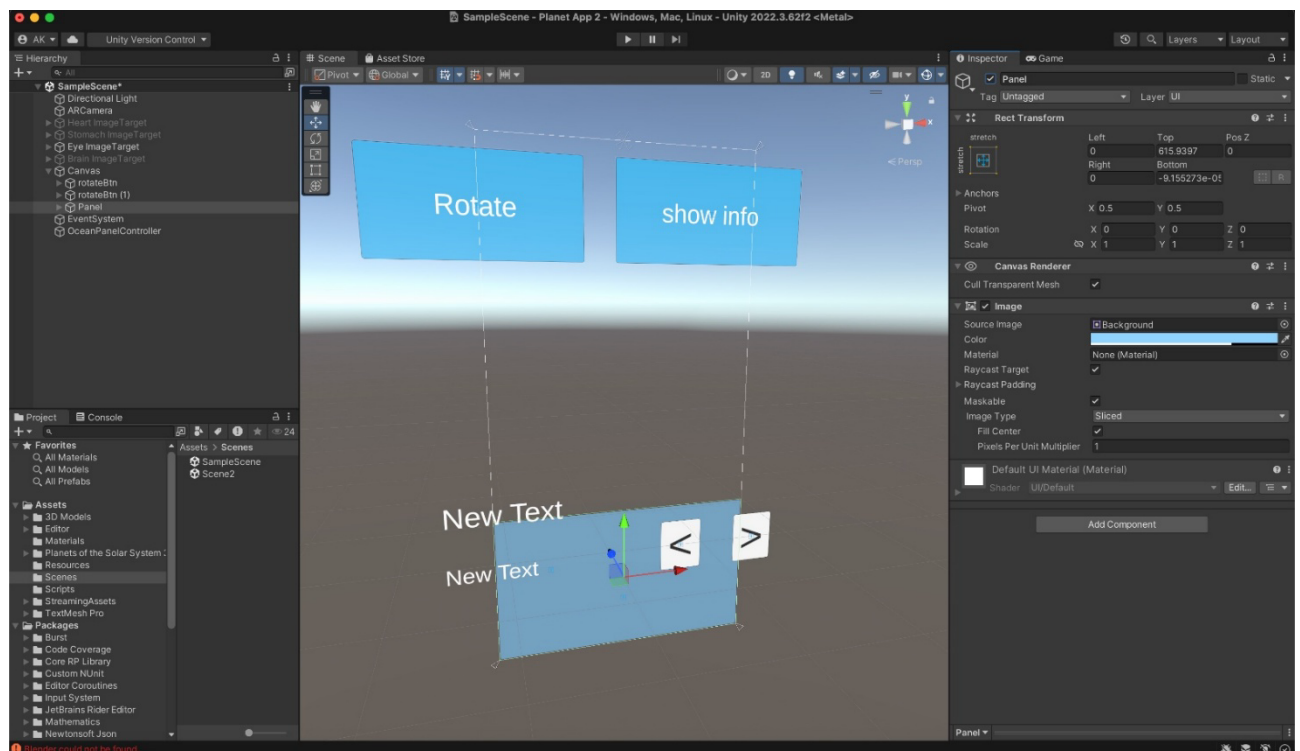 SampleScene - Planet App 2 - Windows, Mac, Linux - Unity 2022.3.62f2 <Metal>
AK
Unity Version Control
Layers
Layout
Hierarchy
All
SampleScene*
Directional Light
ARCamera
Heart ImageTarget
Stomach ImageTarget
Eye ImageTarget
Brain ImageTarget
Canvas
rotateBtn
rotateBtn (1)
Panel
EventSystem
OceanPanelController
Scene
Asset Store
Pivot
Global
2D
y
x
Persp
Rotate
show info
New Text
New Text
<
>
Project
Console
24
Favorites
All Materials
All Models
All Prefabs
Assets
3D Models
Editor
Materials
Planets of the Solar System
Resources
Scenes
Scripts
StreamingAssets
TextMesh Pro
Packages
Burst
Code Coverage
Core RP Library
Custom NUnit
Editor Coroutines
Input System
JetBrains Rider Editor
Mathematics
Newtonsoft Json
Assets > Scenes
SampleScene
Scene2
Blender could not be found
Inspector
Game
Panel
Static
Tag Untagged Layer UI
Rect Transform
stretch
stretch
Left Top Pos Z
0 615.9397 0
Right Bottom
0 -9.155273e-05
R
Anchors
Pivot X 0.5 Y 0.5
Rotation X 0 Y 0 Z 0
Scale X 1 Y 1 Z 1
Canvas Renderer
Cull Transparent Mesh
Image
Source Image Background
Color
Material None (Material)
Raycast Target
Raycast Padding
Maskable
Image Type Sliced
Fill Center
Pixels Per Unit Multiplier 1
Default UI Material (Material)
Shader UI/Default Edit...
Add Component
Panel